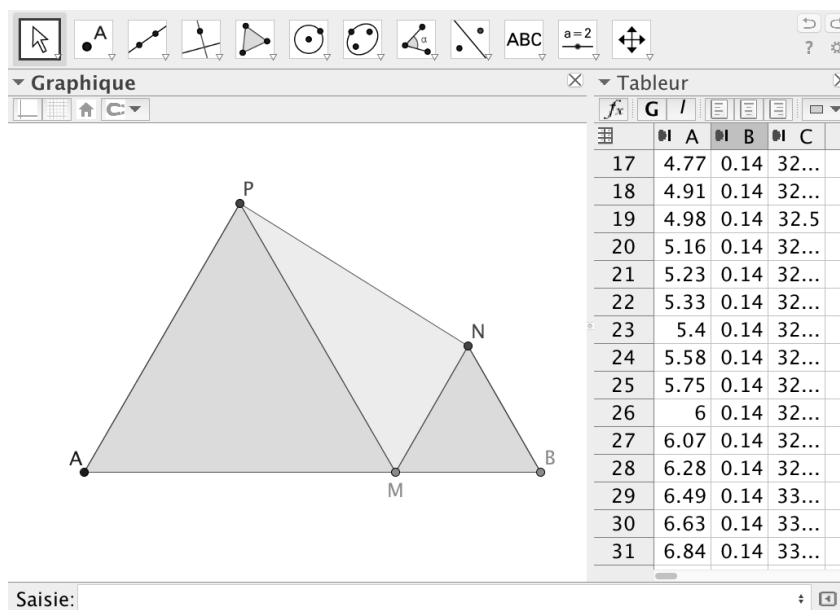 A α ABC a=2 ?
Graphique
Tableur
fx G I
A B C
17 4.77 0.14 32...
18 4.91 0.14 32...
19 4.98 0.14 32.5
20 5.16 0.14 32...
21 5.23 0.14 32...
22 5.33 0.14 32...
23 5.4 0.14 32...
24 5.58 0.14 32...
25 5.75 0.14 32...
26 6 0.14 32...
27 6.07 0.14 32...
28 6.28 0.14 32...
29 6.49 0.14 33...
30 6.63 0.14 33...
31 6.84 0.14 33...
P
N
A
B
M
Saisie: